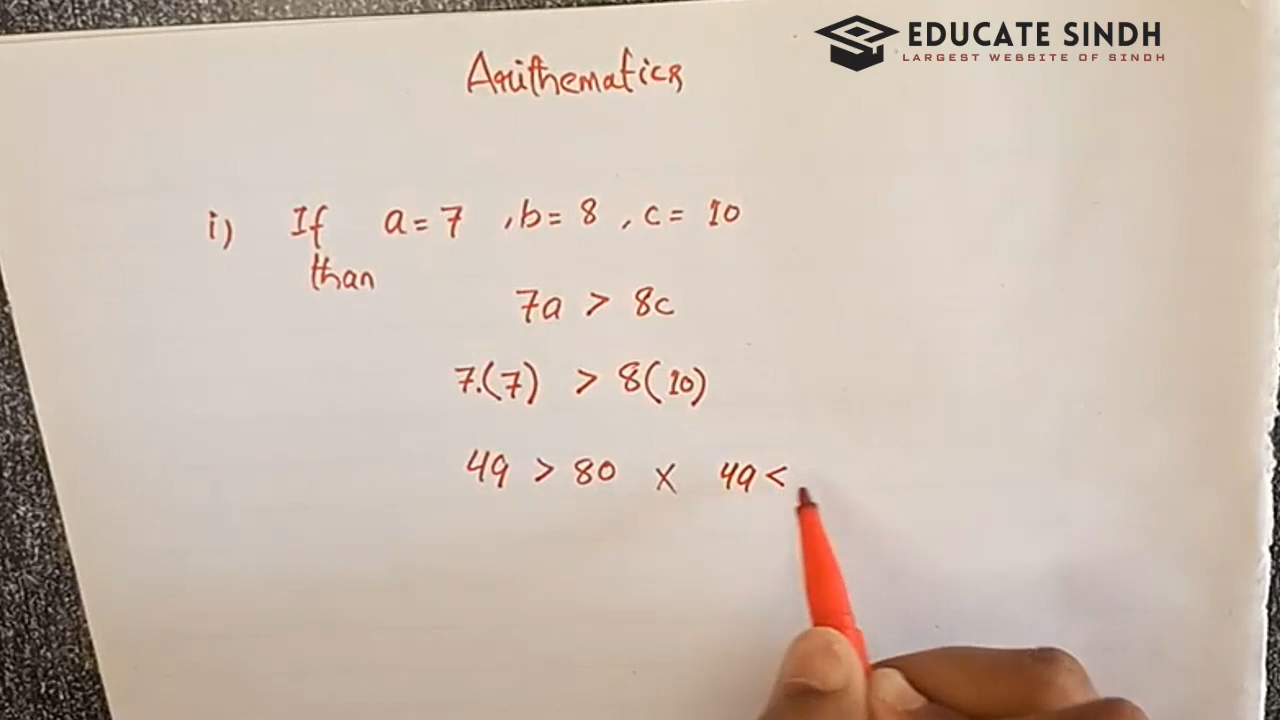 EDUCATE SINDH
LARGEST WEBSITE OF SINDH
Arithematics
i) If a = 7 , b = 8 , c = 10
than
7a > 8c
7.(7) > 8(10)
49 > 80 X 49 <